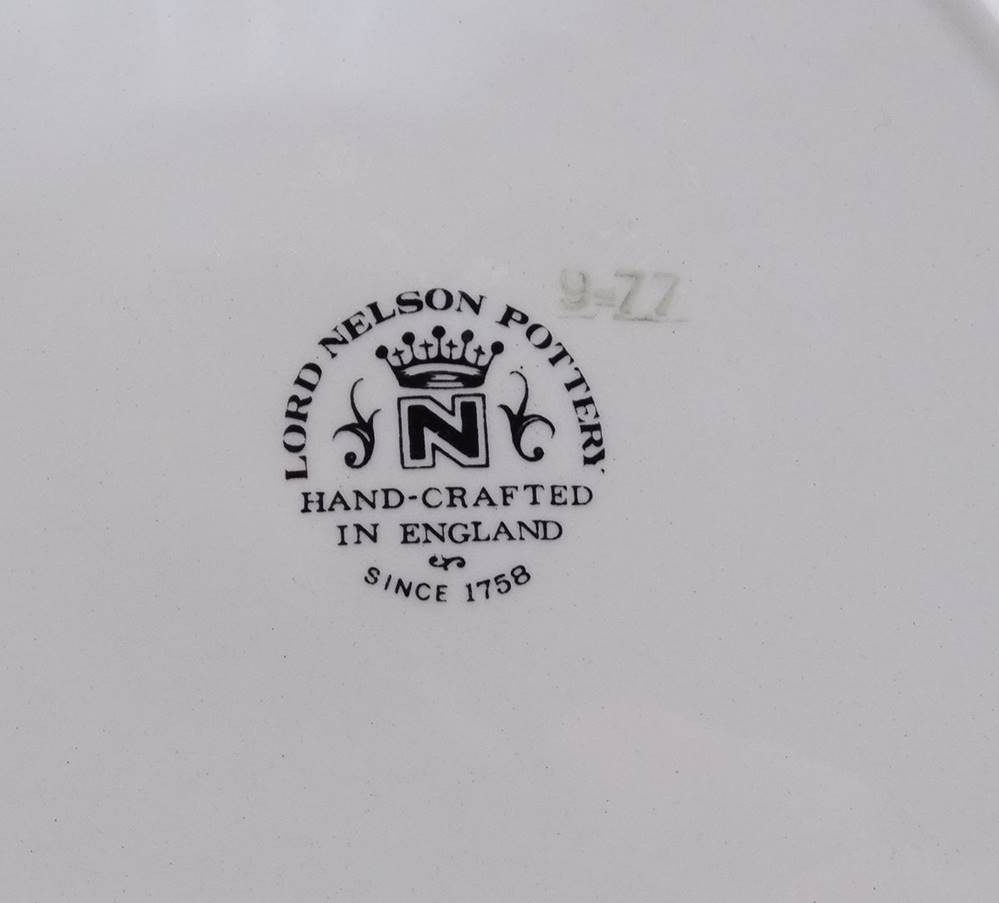 9-77
LORD NELSON POTTERY
N
HAND-CRAFTED
IN ENGLAND
SINCE 1758